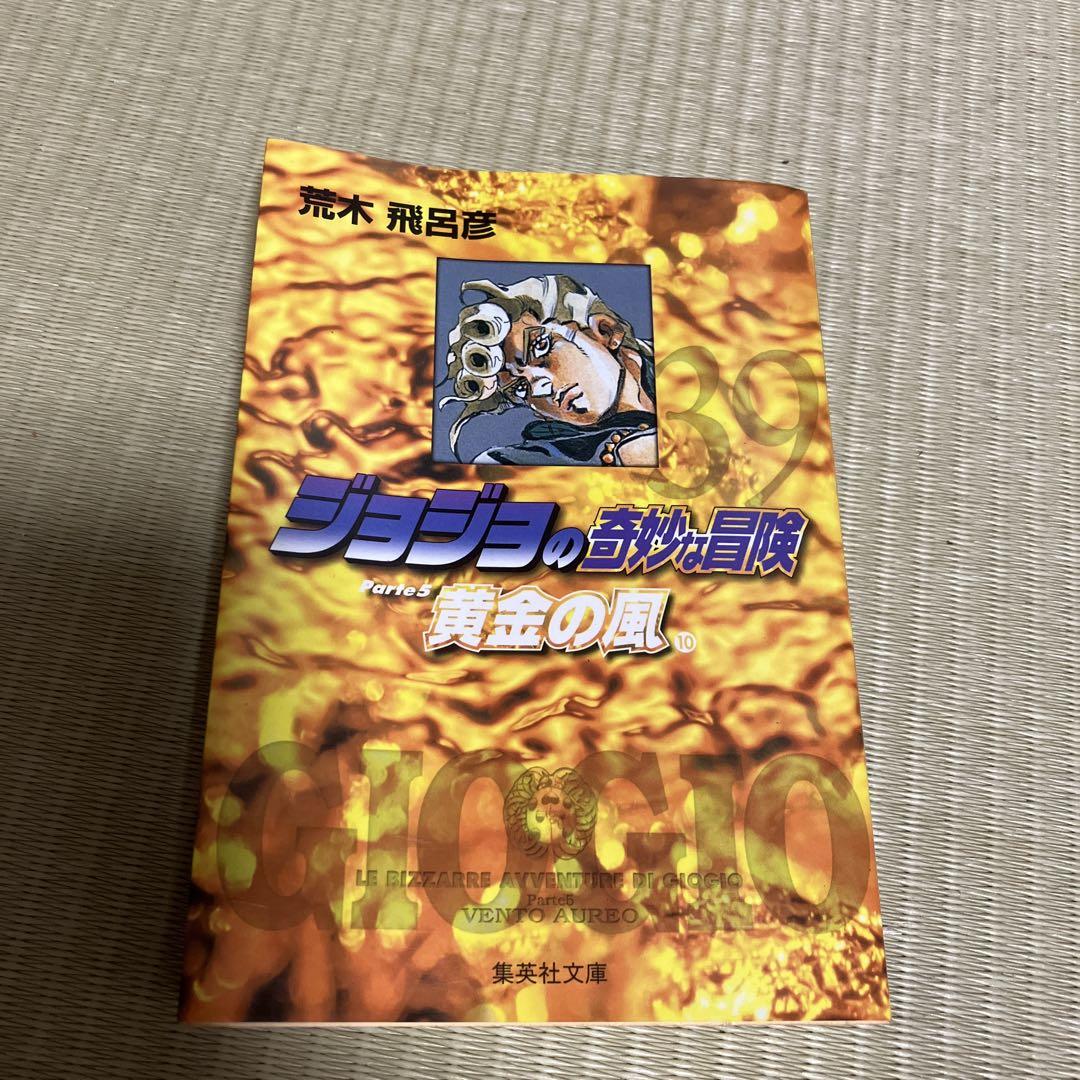 荒木 飛呂彦
39
ジョジョの奇妙な冒険
Parte5
黄金の風 10
GIOGIO
LE BIZZARRE AVVENTURE DI GIOGIO
Parte5
VENTO AUREO
集英社文庫